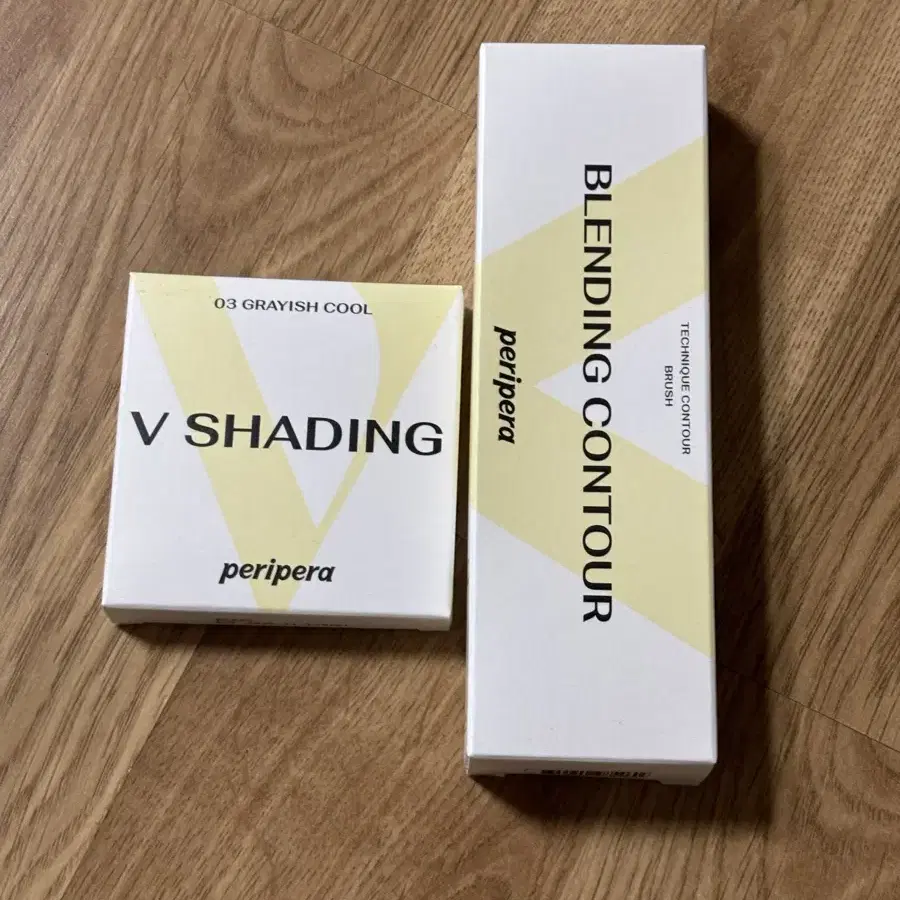 03 GRAYISH COOL
V SHADING
peripera
BLENDING CONTOUR
TECHNIQUE CONTOUR
BRUSH
peripera